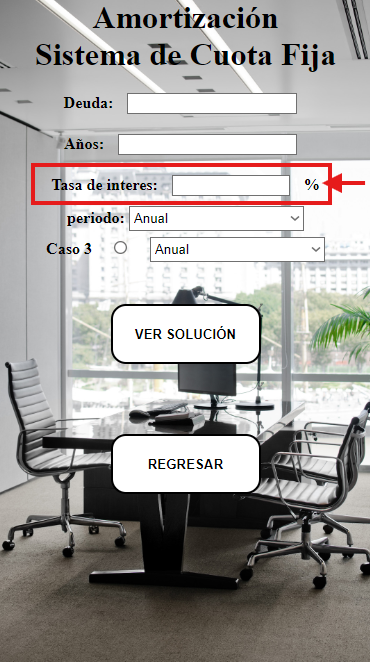 Amortización
Sistema de Cuota Fija
Deuda:
Años:
Tasa de interes: %
periodo: Anual
Caso 3 Anual
VER SOLUCIÓN
REGRESAR